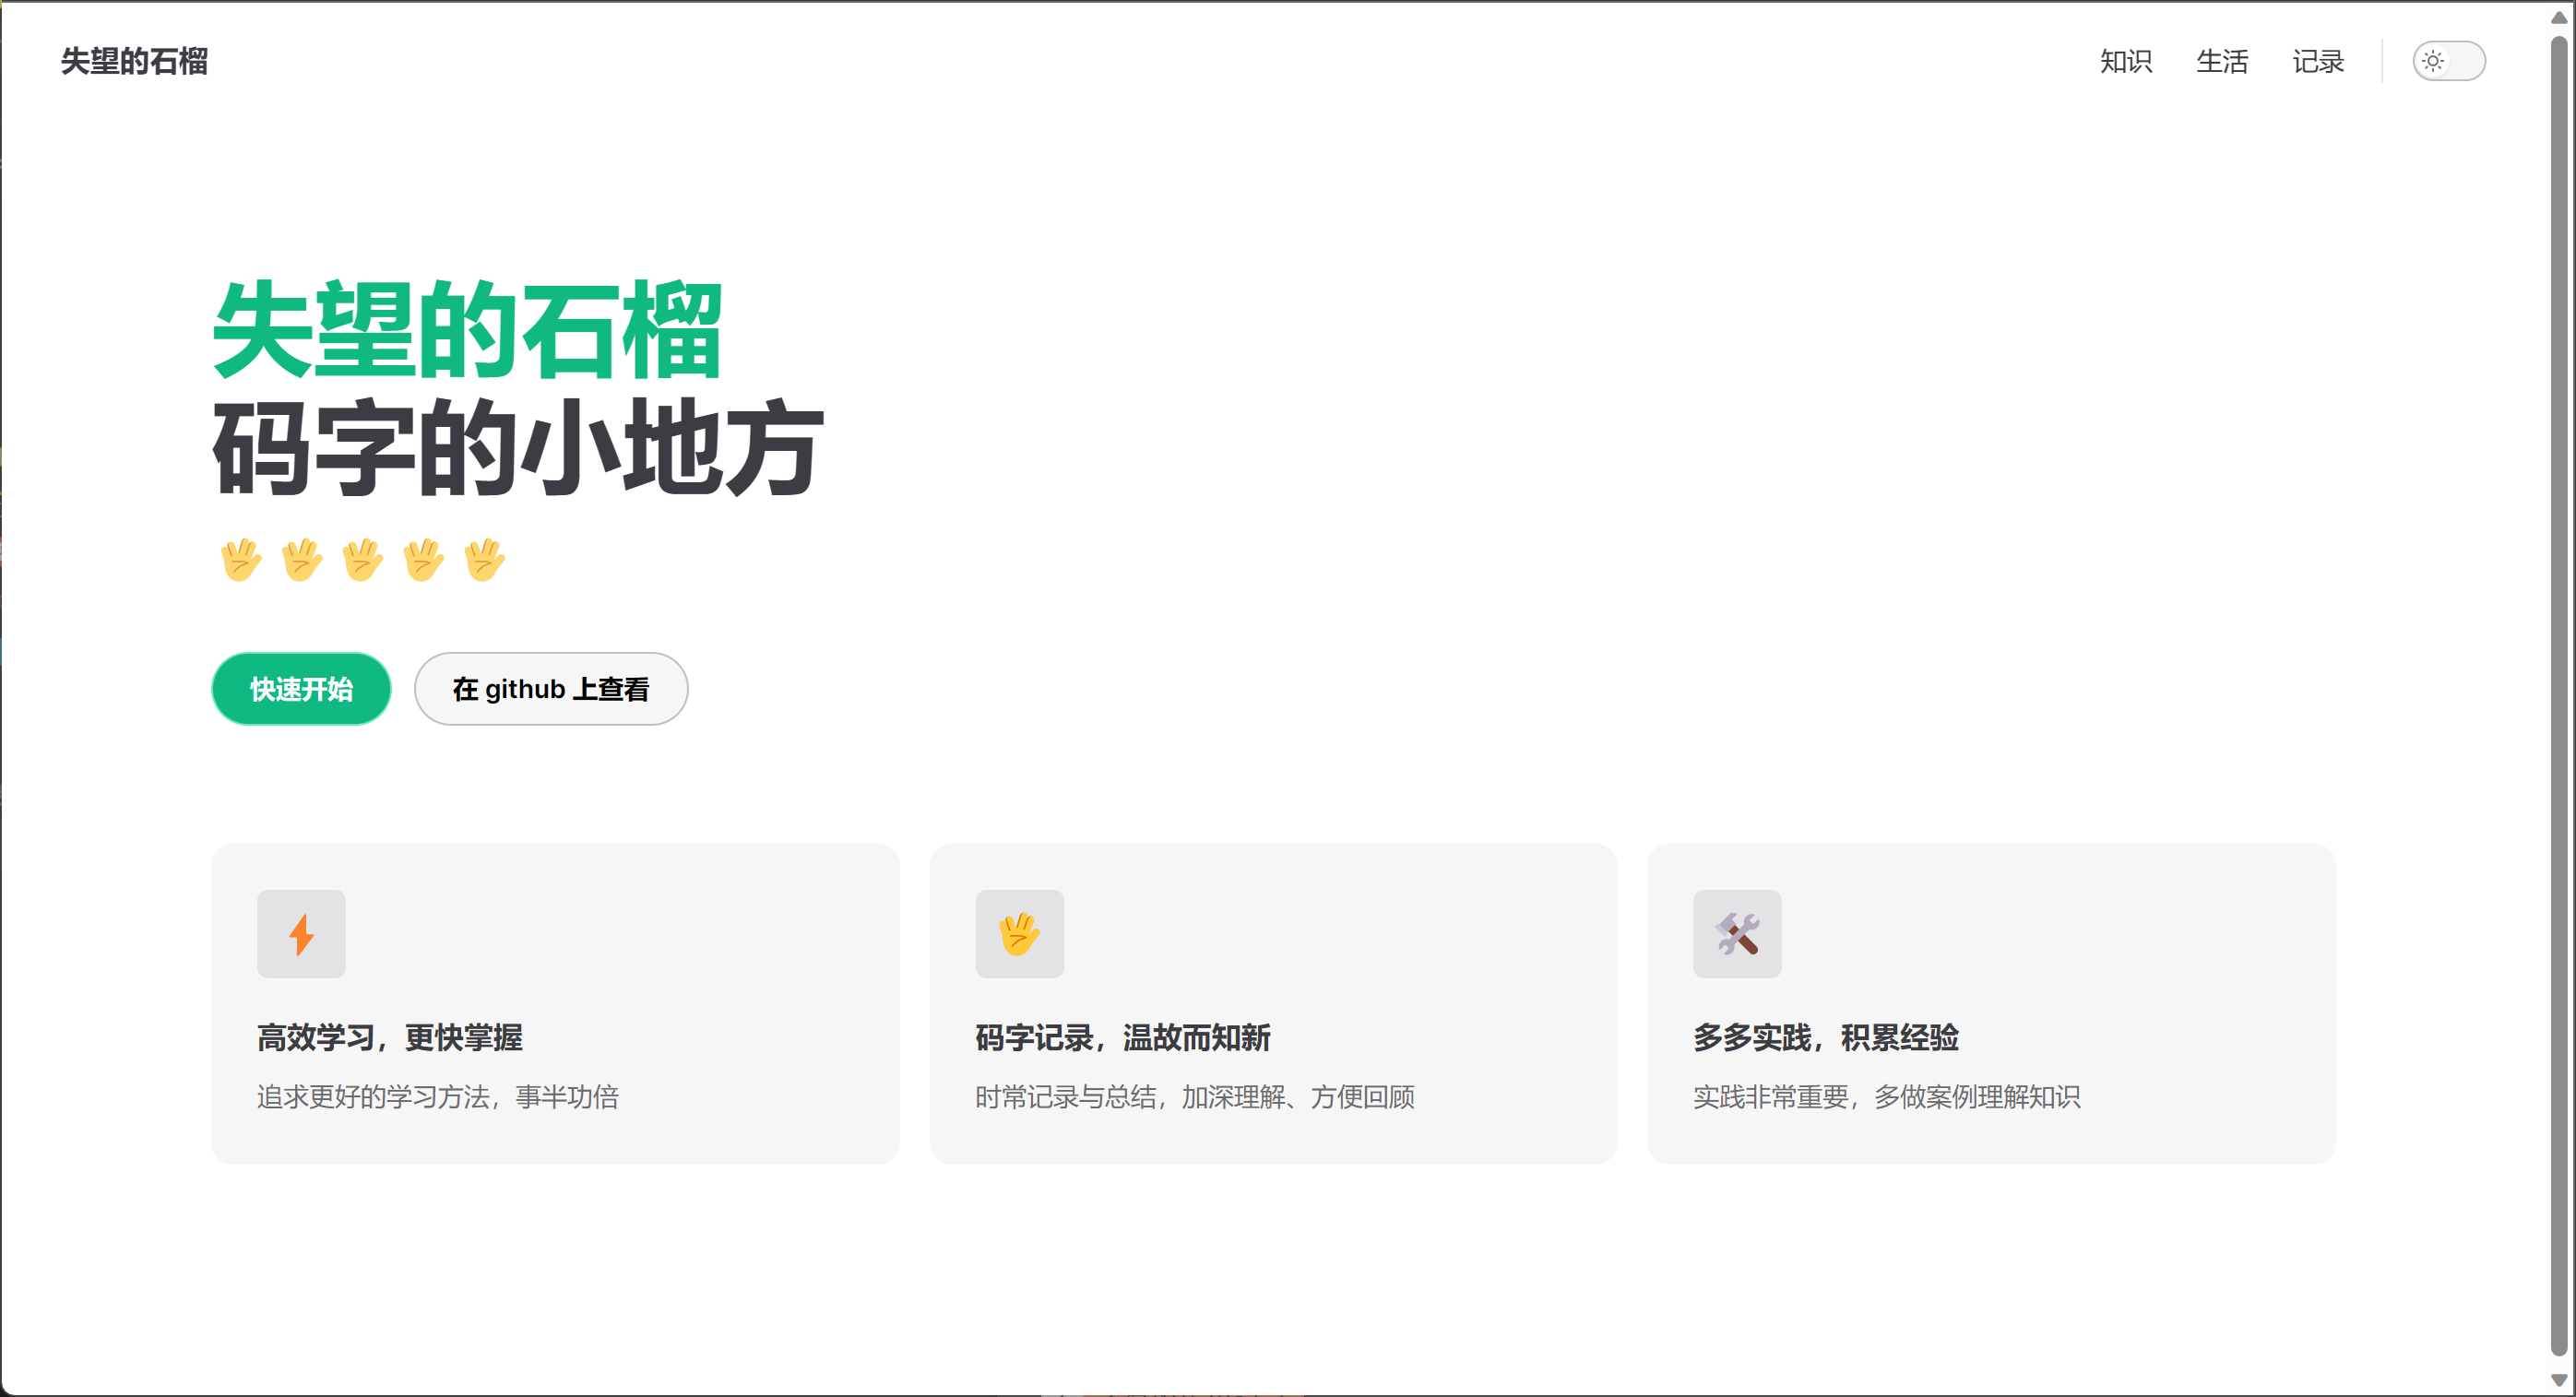 失望的石榴
知识 生活 记录
失望的石榴
码字的小地方
🖖 🖖 🖖 🖖 🖖
快速开始 在 github 上查看
高效学习，更快掌握
追求更好的学习方法，事半功倍
码字记录，温故而知新
时常记录与总结，加深理解、方便回顾
多多实践，积累经验
实践非常重要，多做案例理解知识